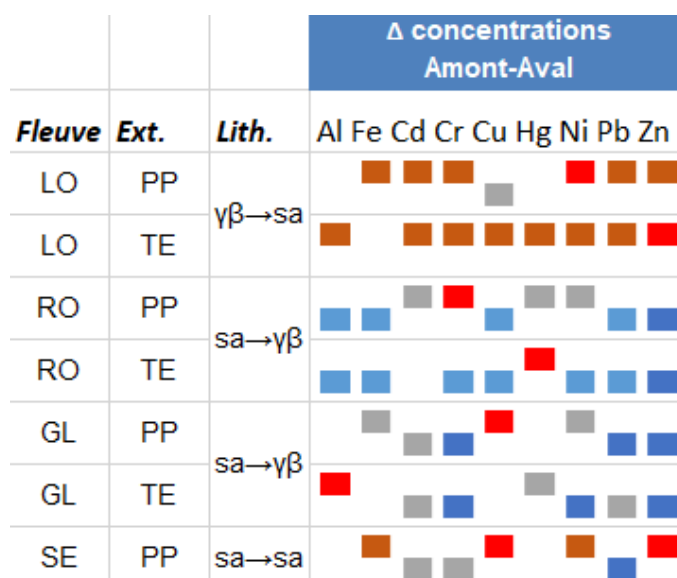 Δ concentrations
Amont-Aval
Fleuve Ext. Lith. Al Fe Cd Cr Cu Hg Ni Pb Zn
LO PP
γβ→sa
LO TE
RO PP
sa→γβ
RO TE
GL PP
sa→γβ
GL TE
SE PP sa→sa